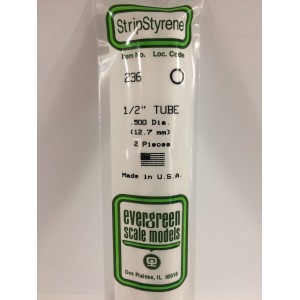 StripStyrene
Item No. Loc. Code
236
1/2" TUBE
.500 Dia.
(12.7 mm)
2 Pieces
Made in U.S.A.
evergreen
scale models
Des Plaines, IL 60018